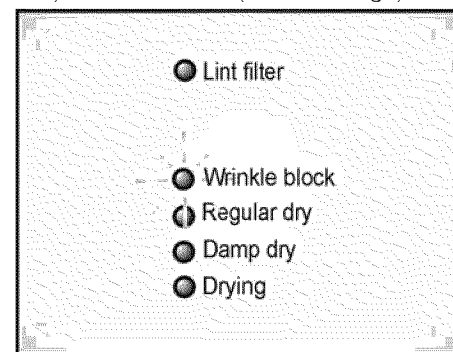 Lint filter
Wrinkle block
Regular dry
Damp dry
Drying